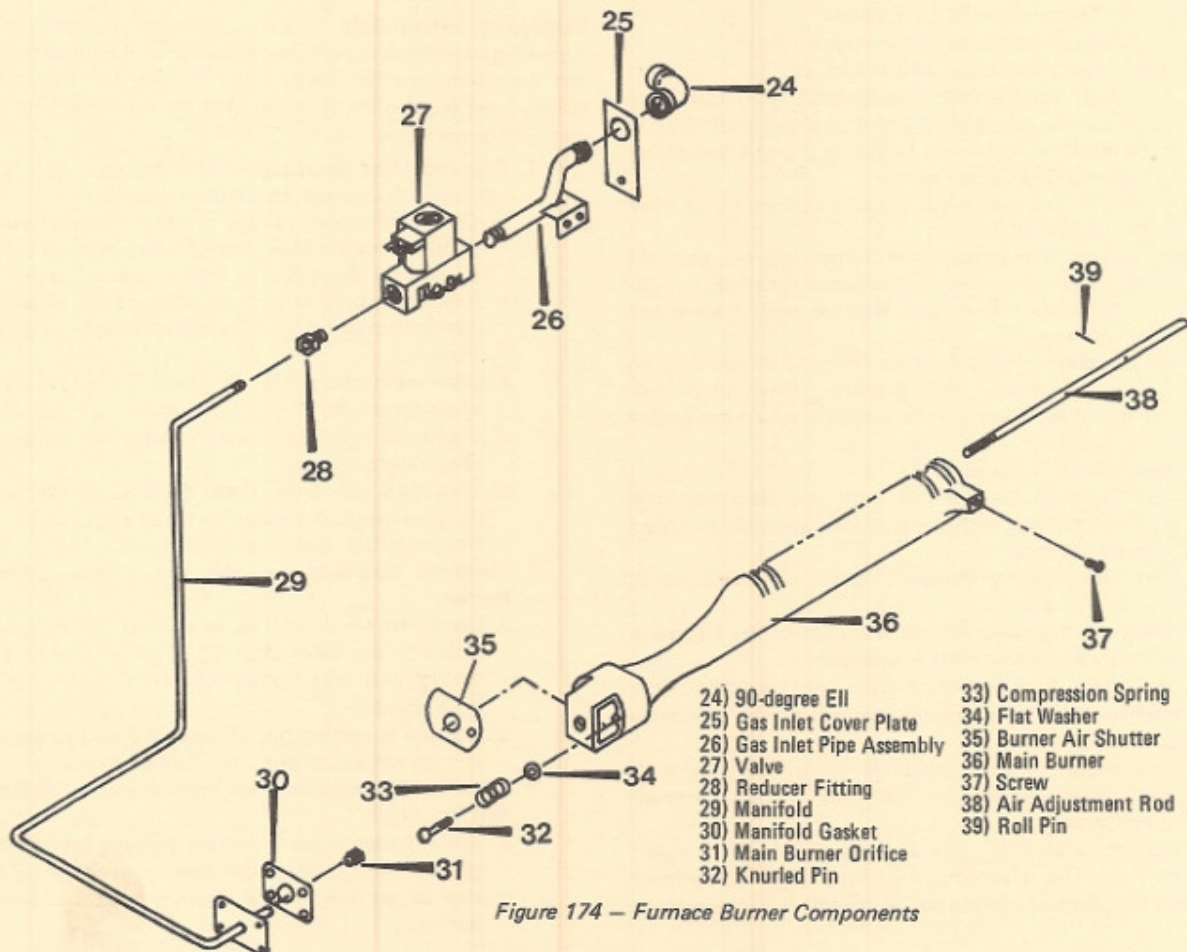 25
24
27
26
39
38
28
29
36
37
35
34
33
32
30
31
24) 90-degree Ell
25) Gas Inlet Cover Plate
26) Gas Inlet Pipe Assembly
27) Valve
28) Reducer Fitting
29) Manifold
30) Manifold Gasket
31) Main Burner Orifice
32) Knurled Pin
33) Compression Spring
34) Flat Washer
35) Burner Air Shutter
36) Main Burner
37) Screw
38) Air Adjustment Rod
39) Roll Pin
Figure 174 – Furnace Burner Components